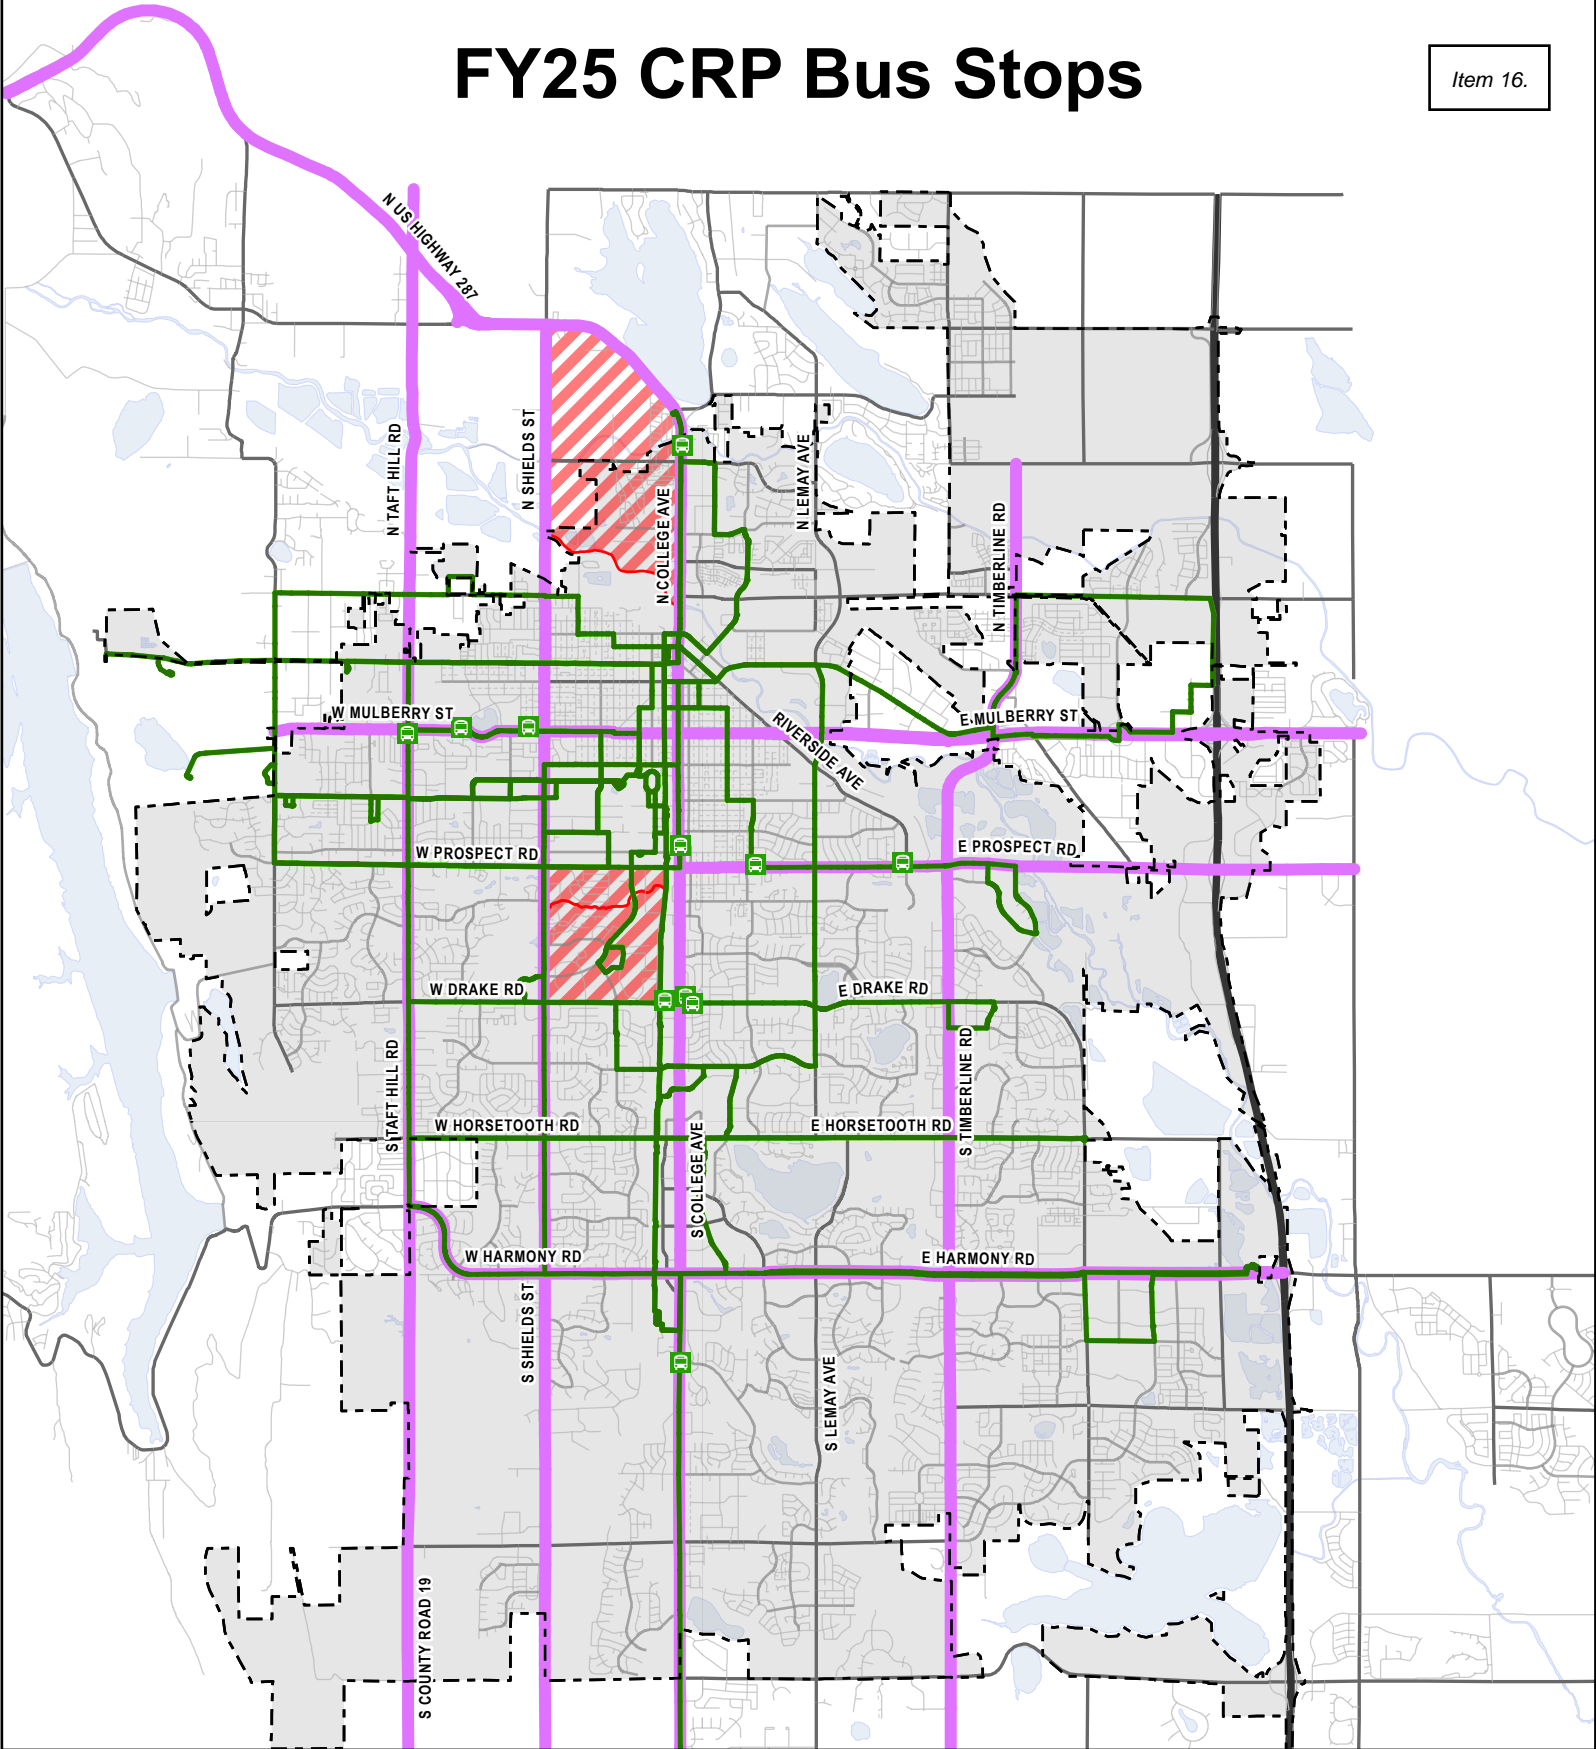 FY25 CRP Bus Stops
Item 16.
N US HIGHWAY 287
N TAFT HILL RD
N SHIELDS ST
N COLLEGE AVE
N LEMAY AVE
N TIMBERLINE RD
W MULBERRY ST
E MULBERRY ST
RIVERSIDE AVE
W PROSPECT RD
E PROSPECT RD
W DRAKE RD
E DRAKE RD
S TAFT HILL RD
S TIMBERLINE RD
W HORSETOOTH RD
E HORSETOOTH RD
S COLLEGE AVE
W HARMONY RD
E HARMONY RD
S SHIELDS ST
S LEMAY AVE
S COUNTY ROAD 19